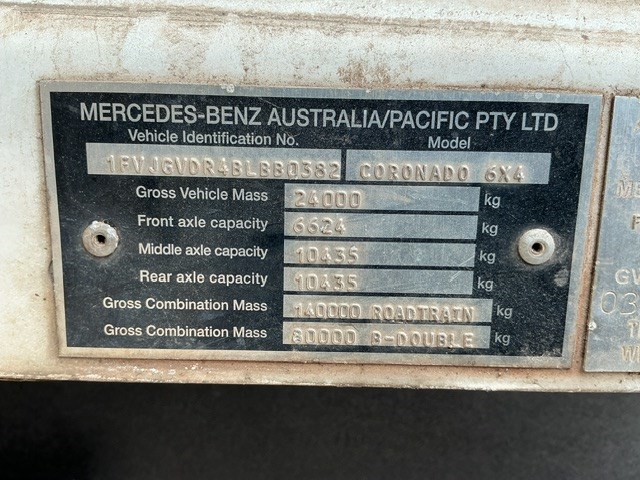 MERCEDES-BENZ AUSTRALIA/PACIFIC PTY LTD
Vehicle Identification No. Model
1FVJGVDR4BLBB0382 CORONADO 6X4
Gross Vehicle Mass 24000 kg
Front axle capacity 6624 kg
Middle axle capacity 10435 kg
Rear axle capacity 10435 kg
Gross Combination Mass 140000 ROADTRAIN kg
Gross Combination Mass 80000 B-DOUBLE kg